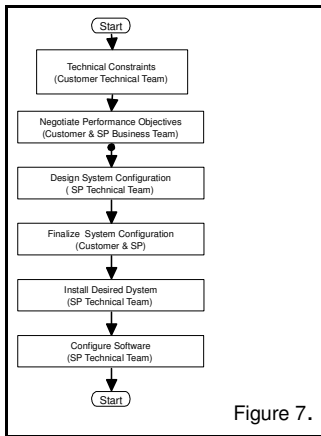 Start
Technical Constraints
(Customer Technical Team)
Negotiate Performance Objectives
(Customer & SP Business Team)
Design System Configuration
( SP Technical Team)
Finalize System Configuration
(Customer & SP)
Install Desired Dystem
(SP Technical Team)
Configure Software
(SP Technical Team)
Start
Figure 7.